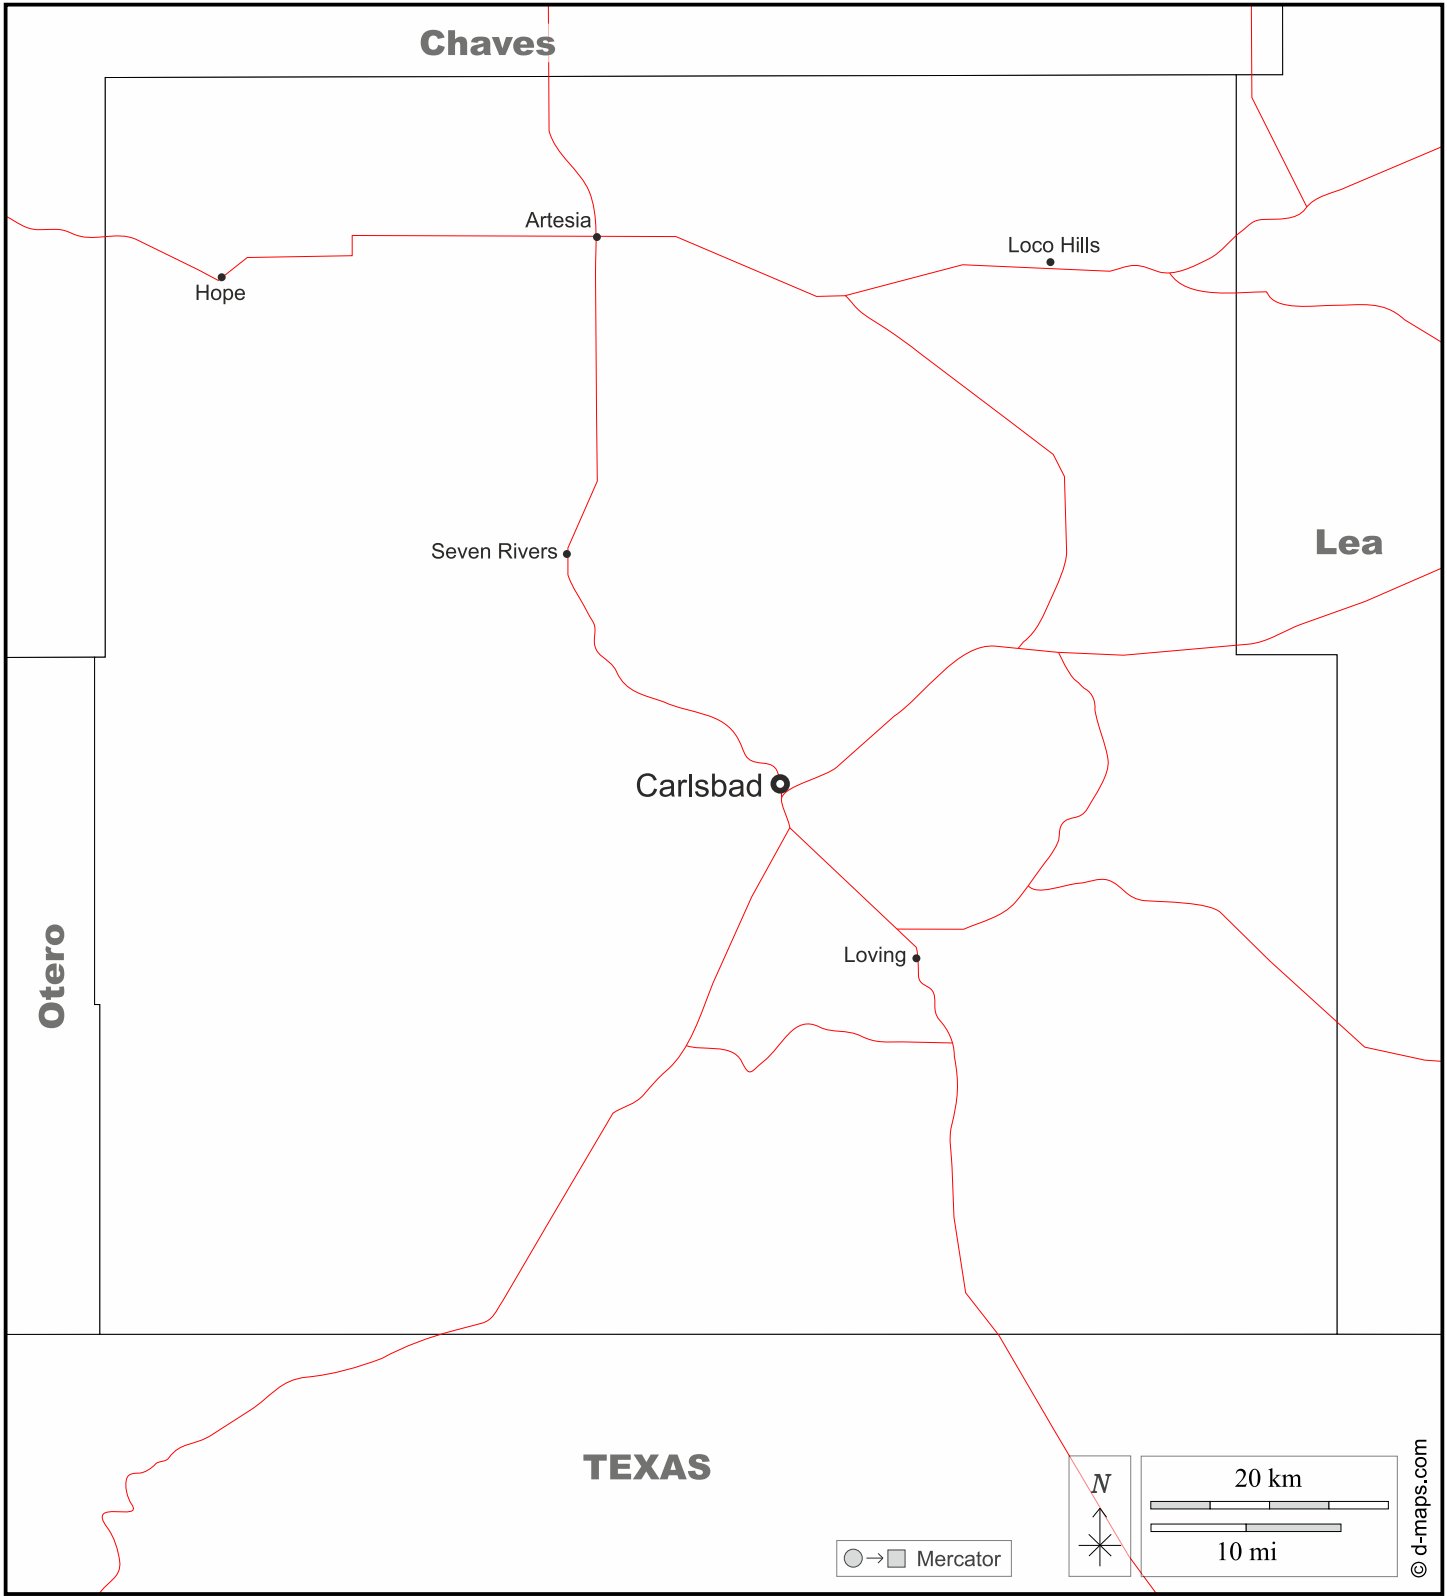 Chaves
Artesia
Loco Hills
Hope
Lea
Seven Rivers
Carlsbad
Otero
Loving
TEXAS
N
20 km
10 mi
Mercator
© d-maps.com